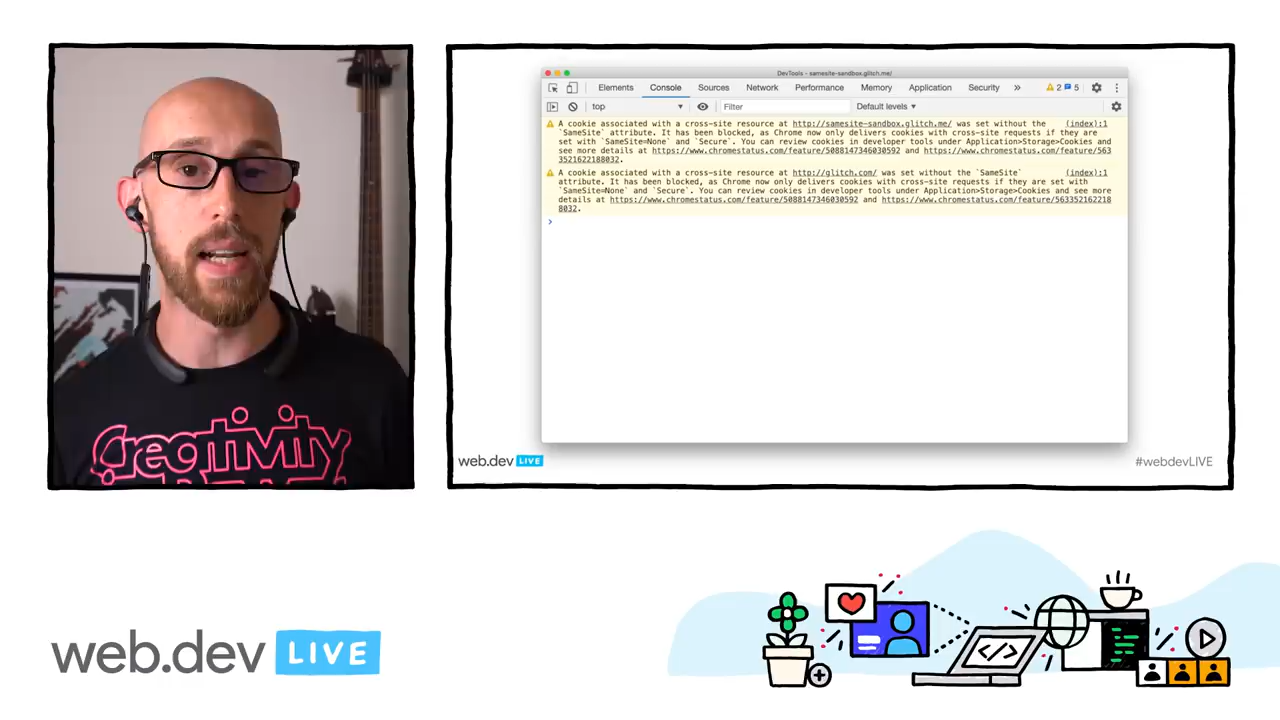 DevTools - samesite-sandbox.glitch.me/
Elements Console Sources Network Performance Memory Application Security » 2 5
top Filter Default levels
A cookie associated with a cross-site resource at http://samesite-sandbox.glitch.me/ was set without the (index):1
`SameSite` attribute. It has been blocked, as Chrome now only delivers cookies with cross-site requests if they are
set with `SameSite=None` and `Secure`. You can review cookies in developer tools under Application>Storage>Cookies and
see more details at https://www.chromestatus.com/feature/5088147346030592 and https://www.chromestatus.com/feature/563
3521622188032.
A cookie associated with a cross-site resource at http://glitch.com/ was set without the `SameSite` (index):1
attribute. It has been blocked, as Chrome now only delivers cookies with cross-site requests if they are set with
`SameSite=None` and `Secure`. You can review cookies in developer tools under Application>Storage>Cookies and see more
details at https://www.chromestatus.com/feature/5088147346030592 and https://www.chromestatus.com/feature/563352162218
8032.
>
web.dev LIVE
#webdevLIVE
Creativity
web.dev LIVE